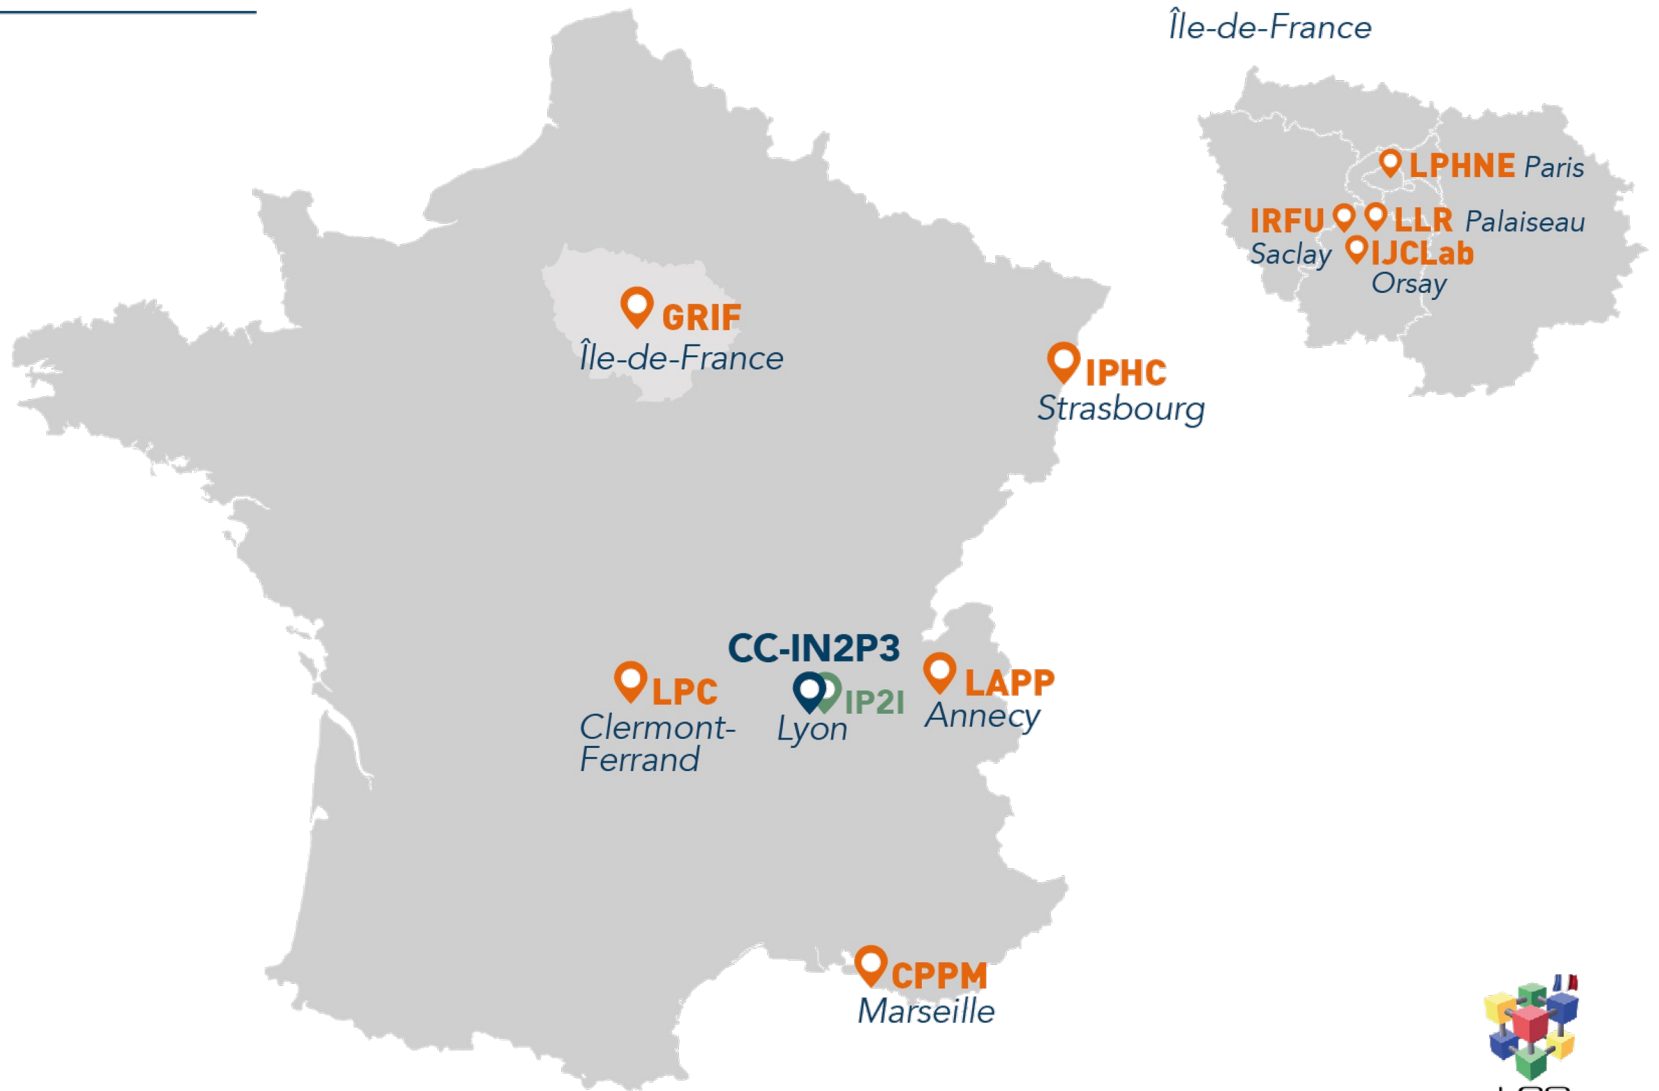 Île-de-France
LPHNE Paris
IRFU
LLR Palaiseau
Saclay
IJCLab
Orsay
GRIF
Île-de-France
IPHC
Strasbourg
CC-IN2P3
LPC
Clermont-
Ferrand
IP2I
Lyon
LAPP
Annecy
CPPM
Marseille